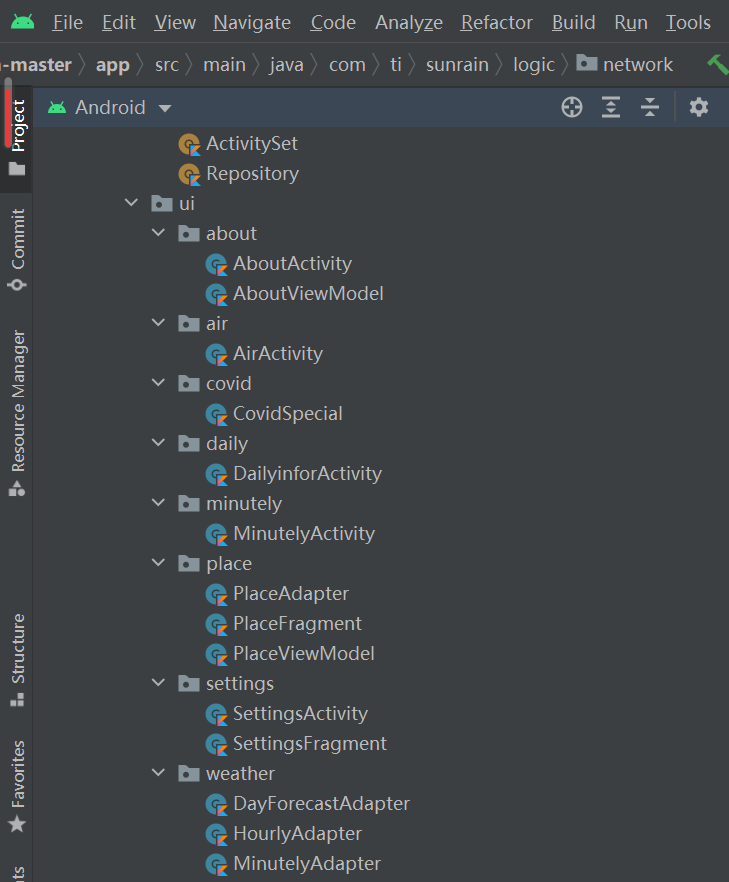 File Edit View Navigate Code Analyze Refactor Build Run Tools
-master app src main java com ti sunrain logic network
Project
Android
ActivitySet
Repository
ui
about
AboutActivity
AboutViewModel
air
AirActivity
covid
CovidSpecial
daily
DailyinforActivity
minutely
MinutelyActivity
place
PlaceAdapter
PlaceFragment
PlaceViewModel
settings
SettingsActivity
SettingsFragment
weather
DayForecastAdapter
HourlyAdapter
MinutelyAdapter
Commit
Resource Manager
Structure
Favorites